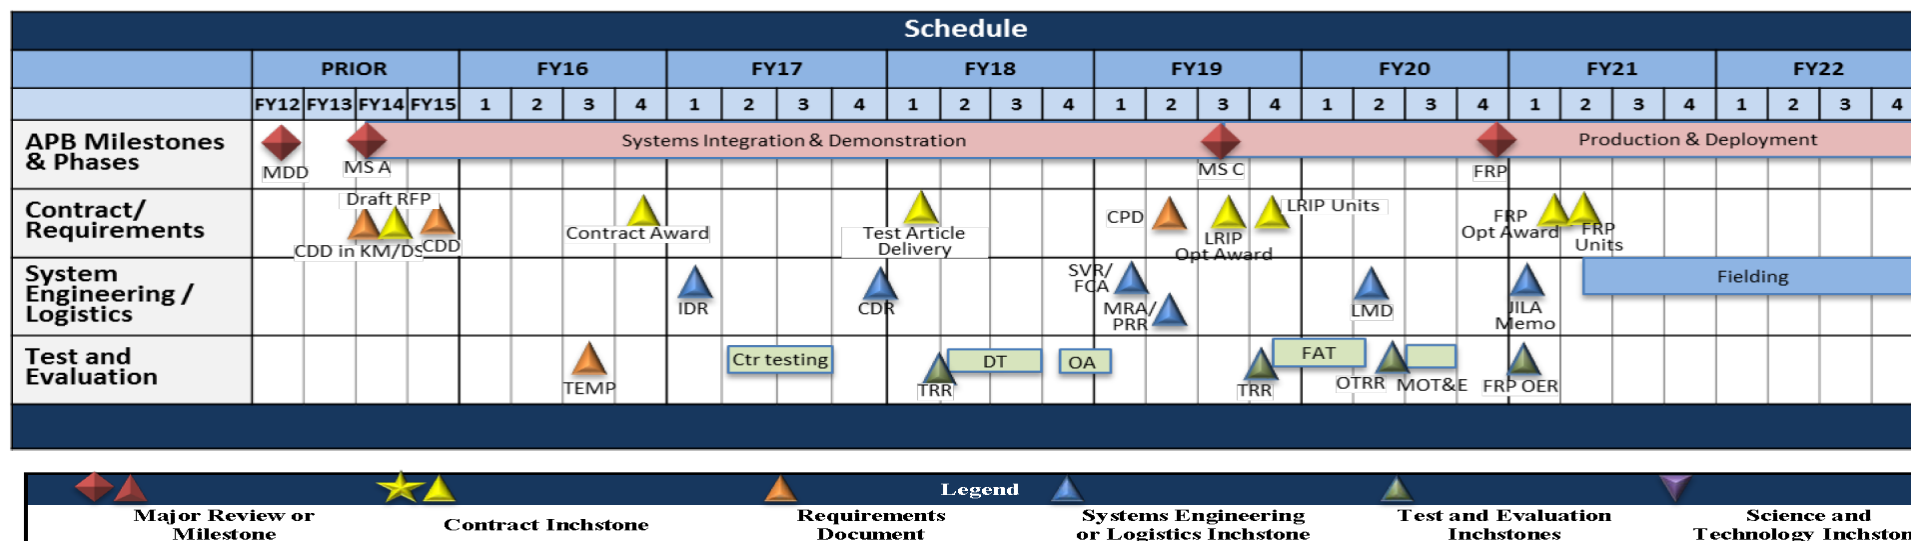 Schedule
PRIOR FY16 FY17 FY18 FY19 FY20 FY21 FY22
FY12 FY13 FY14 FY15 1 2 3 4 1 2 3 4 1 2 3 4 1 2 3 4 1 2 3 4 1 2 3 4 1 2 3 4
APB Milestones
& Phases
Systems Integration & Demonstration
Production & Deployment
MDD
MS A
MS C
FRP
Contract/
Requirements
Draft RFP
CDD in KM/DS
CDD
Contract Award
Test Article
Delivery
CPD
LRIP
Opt Award
LRIP Units
FRP
Opt Award
FRP
Units
System
Engineering /
Logistics
IDR
CDR
SVR/
FCA
MRA/
PRR
LMD
JILA
Memo
Fielding
Test and
Evaluation
TEMP
Ctr testing
TRR
DT
OA
TRR
FAT
OTRR
MOT&E
FRP OER
Legend
Major Review or
Milestone
Contract Inchstone
Requirements
Document
Systems Engineering
or Logistics Inchstone
Test and Evaluation
Inchstones
Science and
Technology Inchston